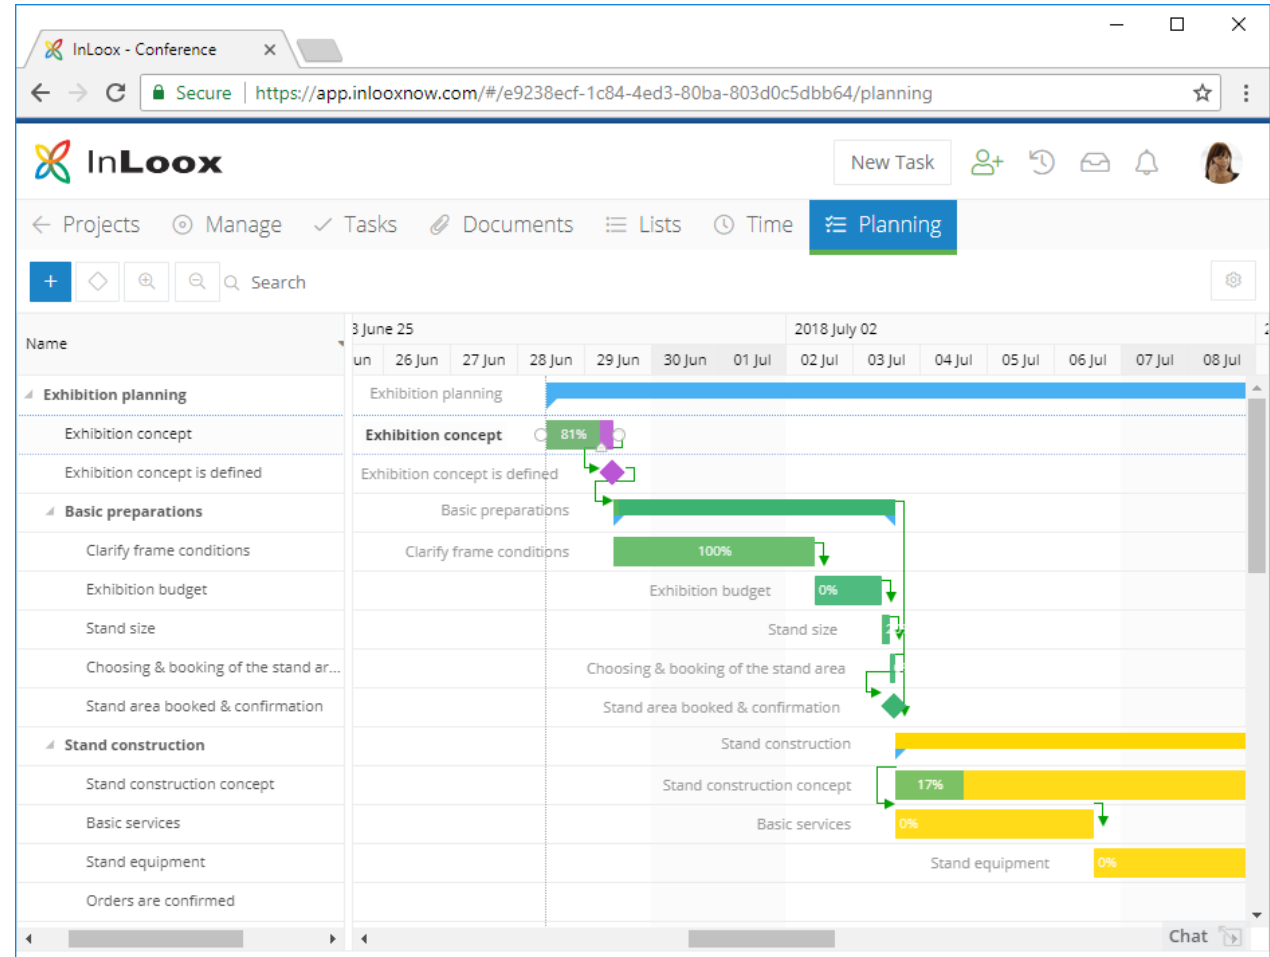 InLoox - Conference
Secure https://app.inlooxnow.com/#/e9238ecf-1c84-4ed3-80ba-803d0c5dbb64/planning
InLoox
New Task
Projects Manage Tasks Documents Lists Time Planning
+ Search
Name
June 25 2018 July 02
26 Jun 27 Jun 28 Jun 29 Jun 30 Jun 01 Jul 02 Jul 03 Jul 04 Jul 05 Jul 06 Jul 07 Jul 08 Jul
Exhibition planning Exhibition planning
Exhibition concept Exhibition concept 81%
Exhibition concept is defined Exhibition concept is defined
Basic preparations Basic preparations
Clarify frame conditions Clarify frame conditions 100%
Exhibition budget Exhibition budget 0%
Stand size Stand size
Choosing & booking of the stand ar... Choosing & booking of the stand area
Stand area booked & confirmation Stand area booked & confirmation
Stand construction Stand construction
Stand construction concept Stand construction concept 17%
Basic services Basic services 0%
Stand equipment Stand equipment 0%
Orders are confirmed
Chat